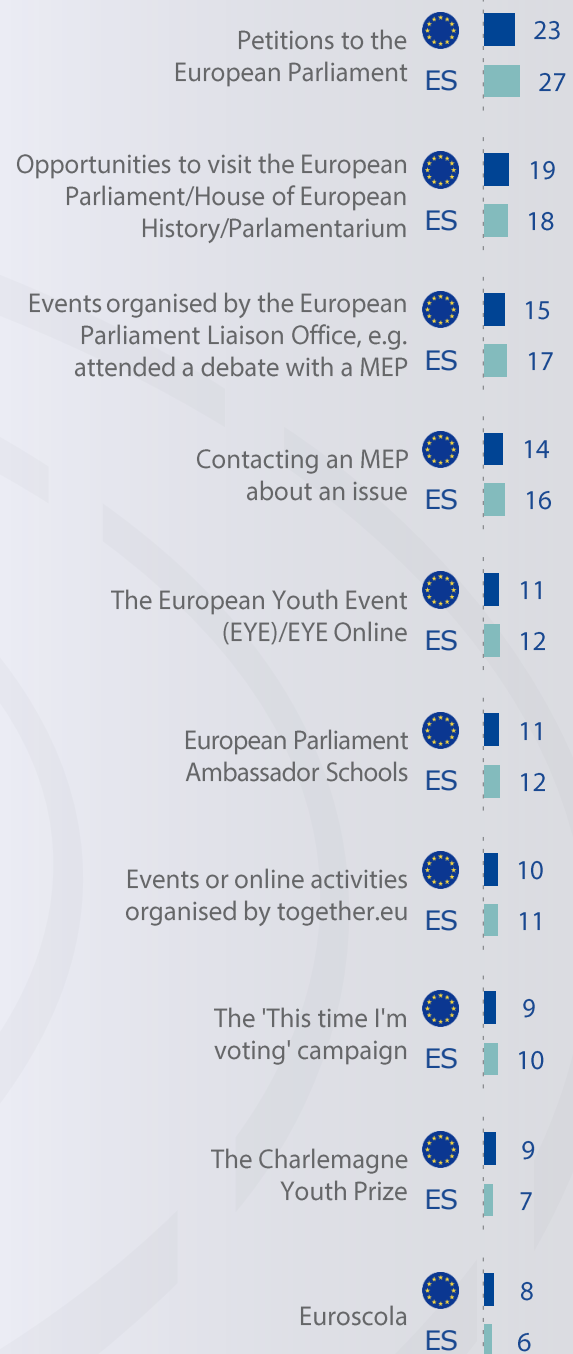 Petitions to the
European Parliament
23
ES
27
Opportunities to visit the European
Parliament/House of European
History/Parlamentarium
19
ES
18
Events organised by the European
Parliament Liaison Office, e.g.
attended a debate with a MEP
15
ES
17
Contacting an MEP
about an issue
14
ES
16
The European Youth Event
(EYE)/EYE Online
11
ES
12
European Parliament
Ambassador Schools
11
ES
12
Events or online activities
organised by together.eu
10
ES
11
The 'This time I'm
voting' campaign
9
ES
10
The Charlemagne
Youth Prize
9
ES
7
Euroscola
8
ES
6